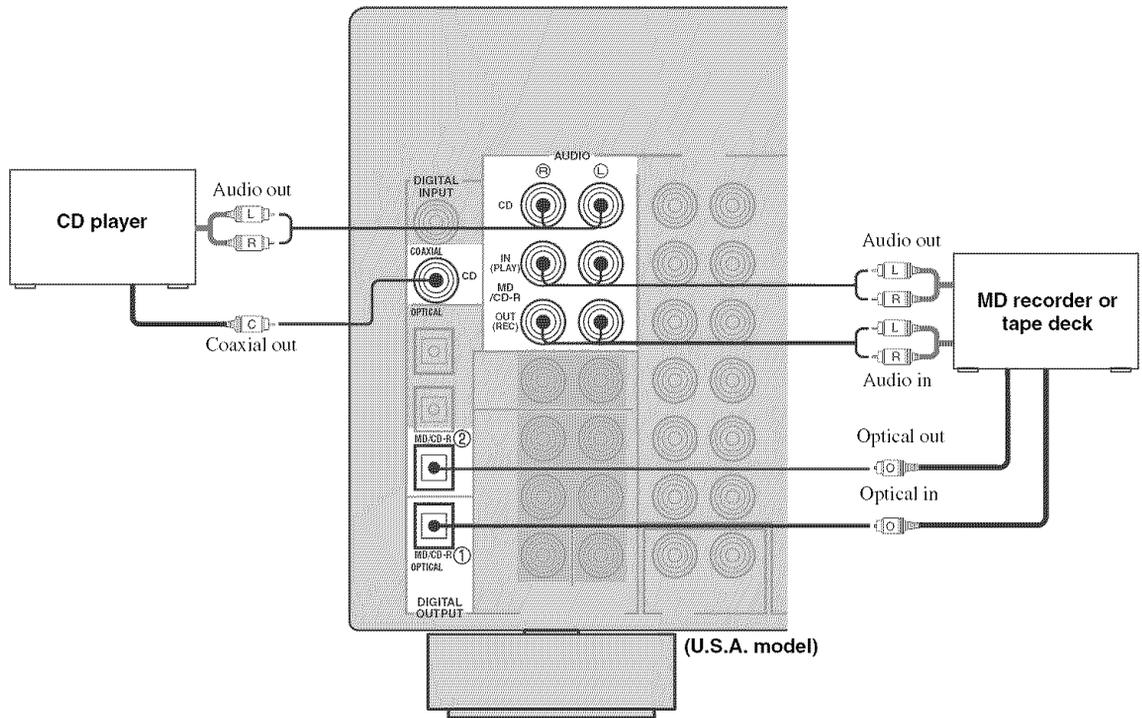 AUDIO
R L
DIGITAL
INPUT
Audio out
CD player
L
R
CD
COAXIAL
CD
IN
(PLAY)
MD
/CD-R
OUT
(REC)
OPTICAL
C
Coaxial out
Audio out
L
R
MD recorder or
tape deck
L
R
Audio in
MD/CD-R ②
Optical out
O
Optical in
O
MD/CD-R ①
OPTICAL
DIGITAL
OUTPUT
(U.S.A. model)